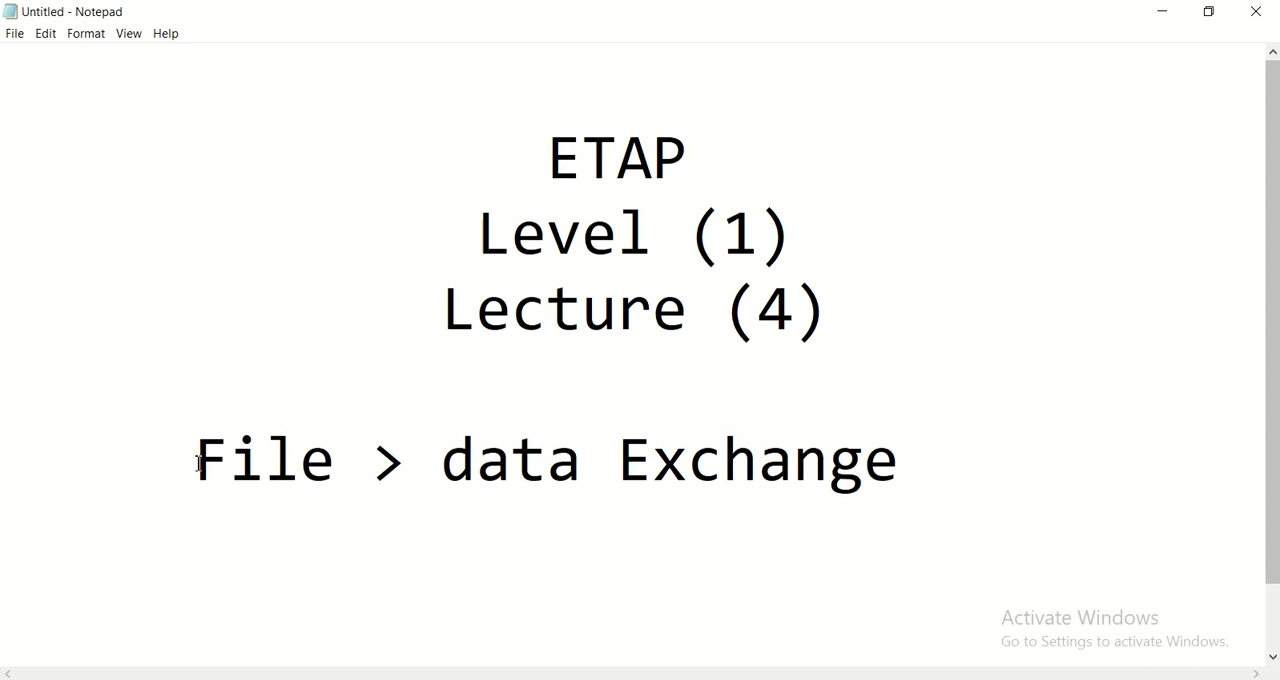 Untitled - Notepad
File Edit Format View Help
ETAP
Level (1)
Lecture (4)
File > data Exchange
Activate Windows
Go to Settings to activate Windows.